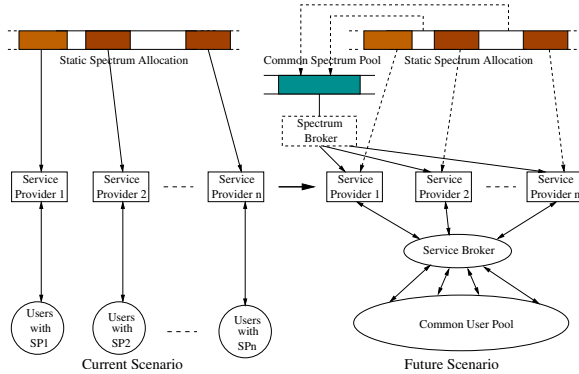 Common Spectrum Pool
Static Spectrum Allocation
Static Spectrum Allocation
Spectrum
Broker
Service
Provider 1
Service
Provider 2
Service
Provider n
Service
Provider 1
Service
Provider 2
Service
Provider n
Service Broker
Users
with
SP1
Users
with
SP2
Users
with
SPn
Common User Pool
Current Scenario
Future Scenario